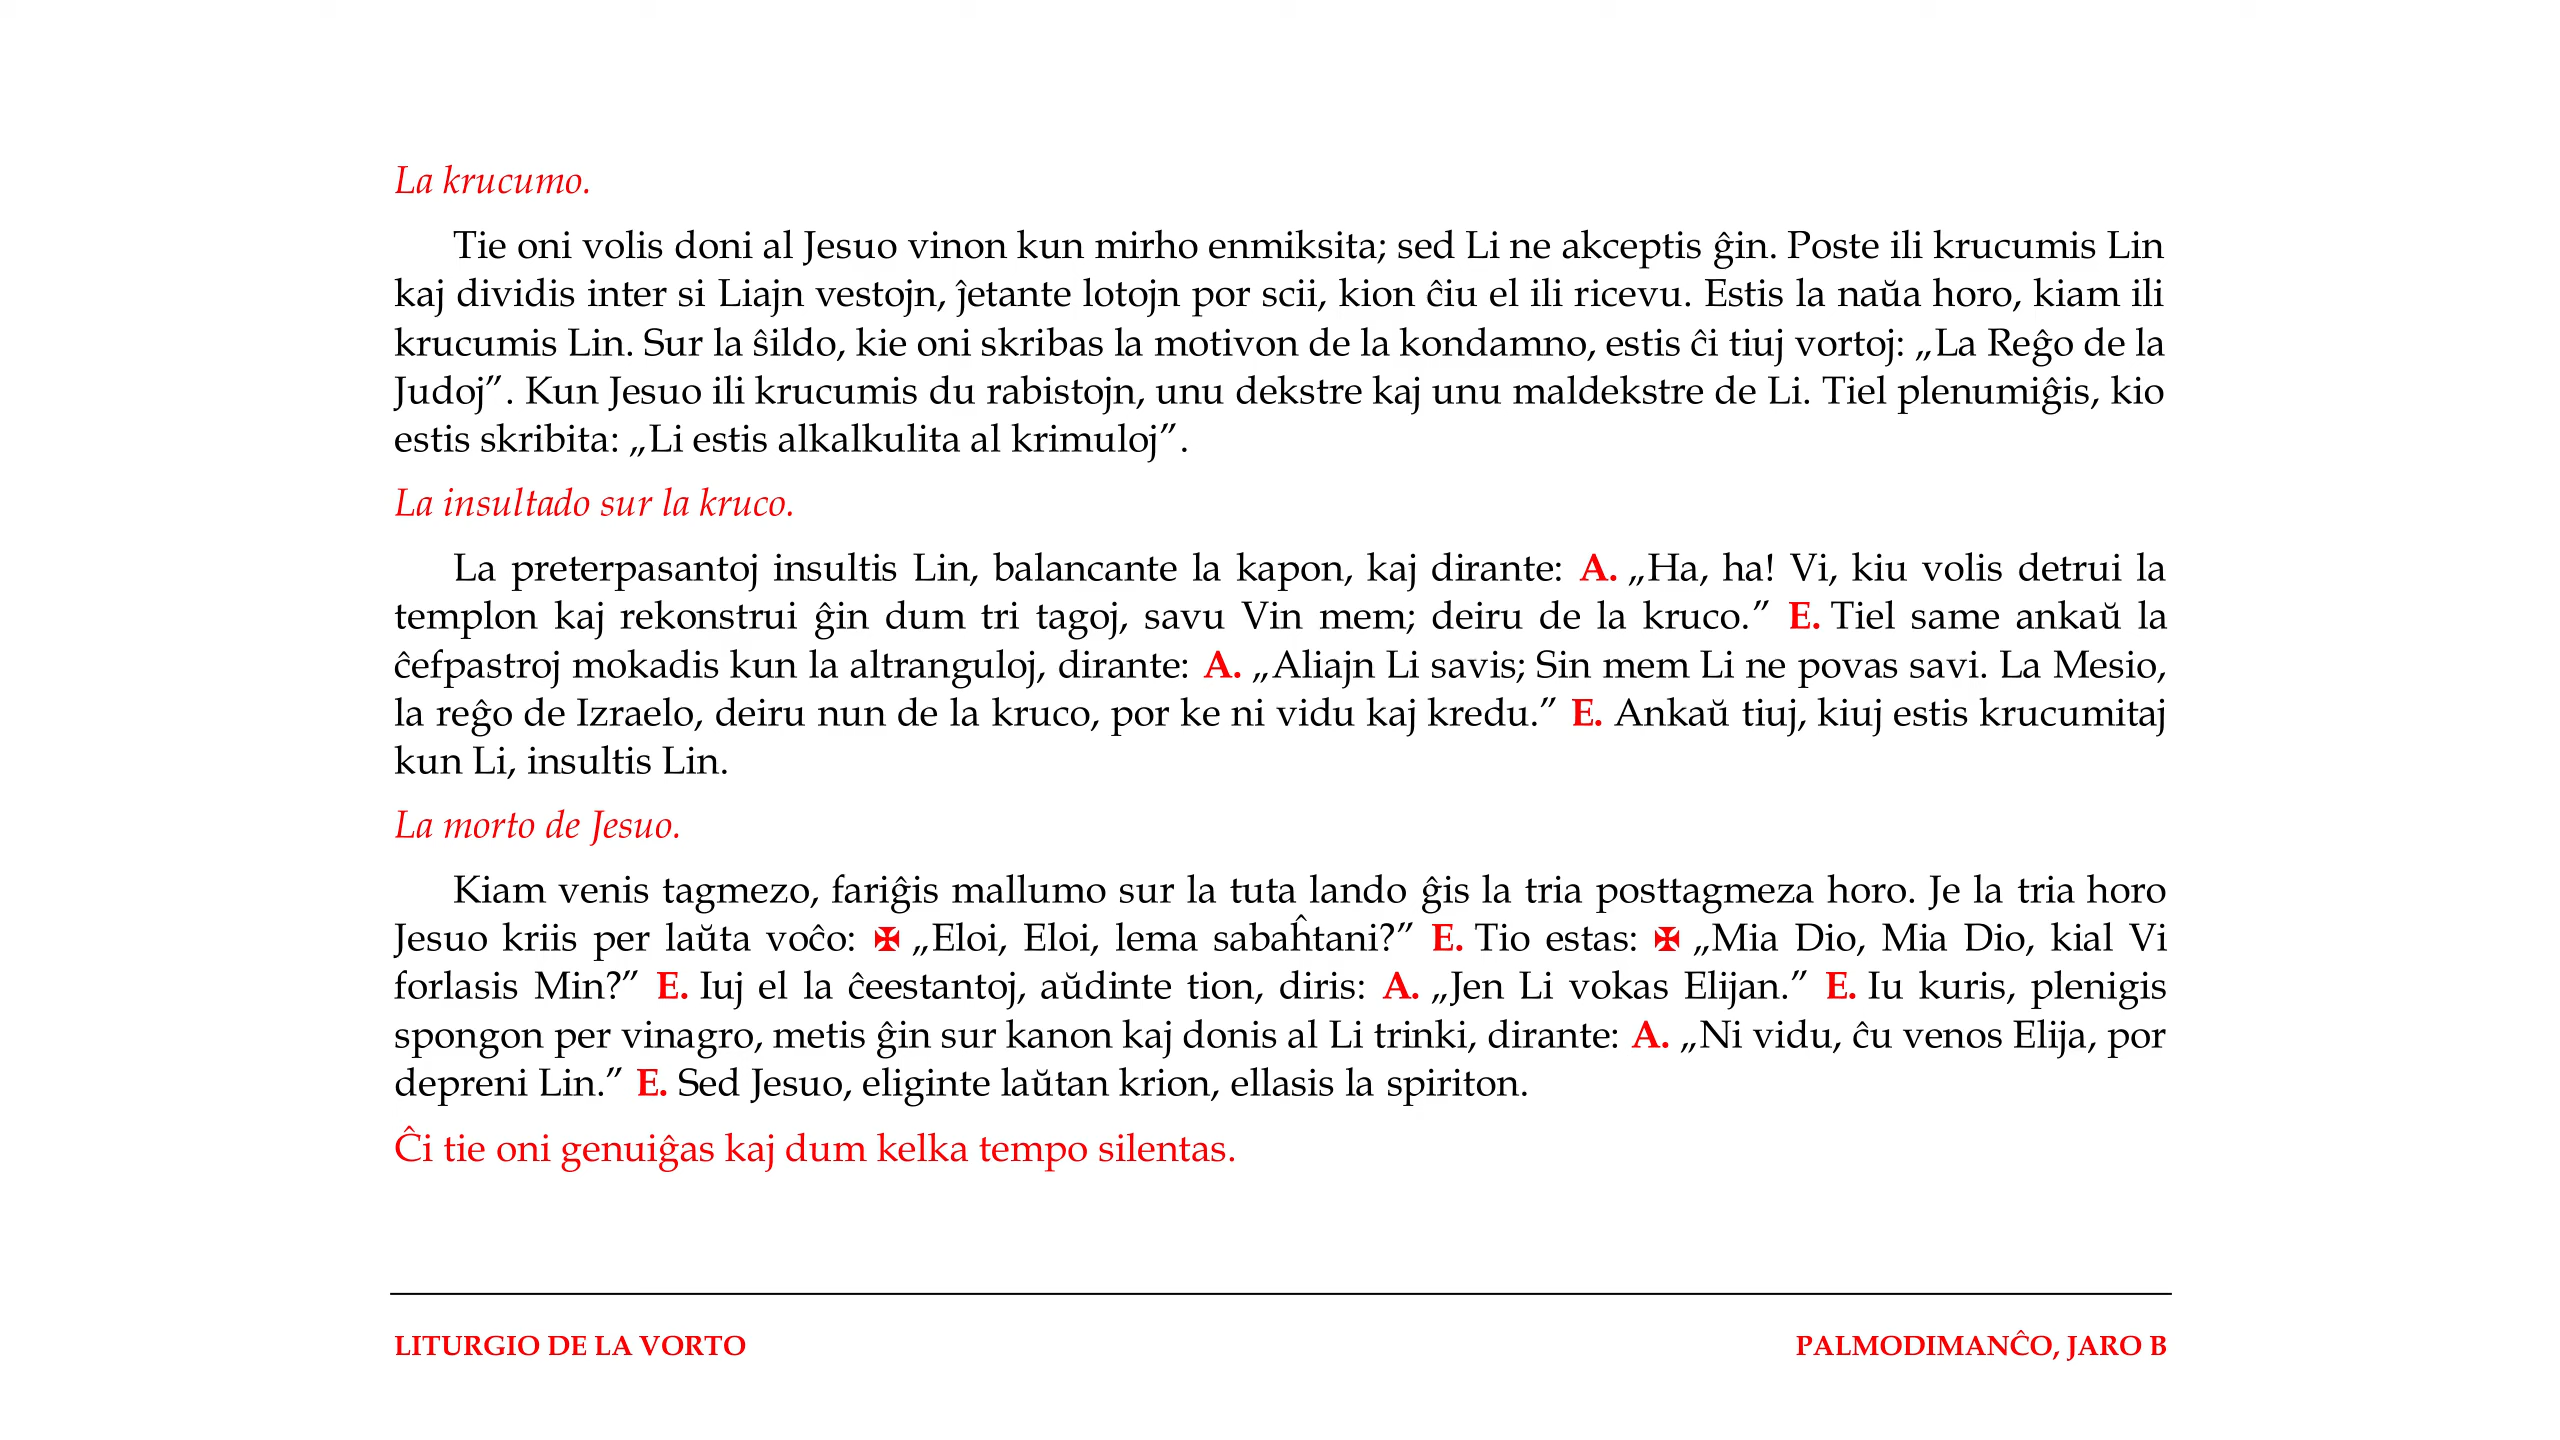 La krucumo.
Tie oni volis doni al Jesuo vinon kun mirho enmiksita; sed Li ne akceptis ĝin. Poste ili krucumis Lin
kaj dividis inter si Liajn vestojn, ĵetante lotojn por scii, kion ĉiu el ili ricevu. Estis la naŭa horo, kiam ili
krucumis Lin. Sur la ŝildo, kie oni skribas la motivon de la kondamno, estis ĉi tiuj vortoj: „La Reĝo de la
Judoj”. Kun Jesuo ili krucumis du rabistojn, unu dekstre kaj unu maldekstre de Li. Tiel plenumiĝis, kio
estis skribita: „Li estis alkalkulita al krimuloj”.
La insultado sur la kruco.
La preterpasantoj insultis Lin, balancante la kapon, kaj dirante: A. „Ha, ha! Vi, kiu volis detrui la
templon kaj rekonstrui ĝin dum tri tagoj, savu Vin mem; deiru de la kruco.” E. Tiel same ankaŭ la
ĉefpastroj mokadis kun la altranguloj, dirante: A. „Aliajn Li savis; Sin mem Li ne povas savi. La Mesio,
la reĝo de Izraelo, deiru nun de la kruco, por ke ni vidu kaj kredu.” E. Ankaŭ tiuj, kiuj estis krucumitaj
kun Li, insultis Lin.
La morto de Jesuo.
Kiam venis tagmezo, fariĝis mallumo sur la tuta lando ĝis la tria posttagmeza horo. Je la tria horo
Jesuo kriis per laŭta voĉo: ✠ „Eloi, Eloi, lema sabaĥtani?” E. Tio estas: ✠ „Mia Dio, Mia Dio, kial Vi
forlasis Min?” E. Iuj el la ĉeestantoj, aŭdinte tion, diris: A. „Jen Li vokas Elijan.” E. Iu kuris, plenigis
spongon per vinagro, metis ĝin sur kanon kaj donis al Li trinki, dirante: A. „Ni vidu, ĉu venos Elija, por
depreni Lin.” E. Sed Jesuo, eliginte laŭtan krion, ellasis la spiriton.
Ĉi tie oni genuiĝas kaj dum kelka tempo silentas.
LITURGIO DE LA VORTO
PALMODIMANĈO, JARO B